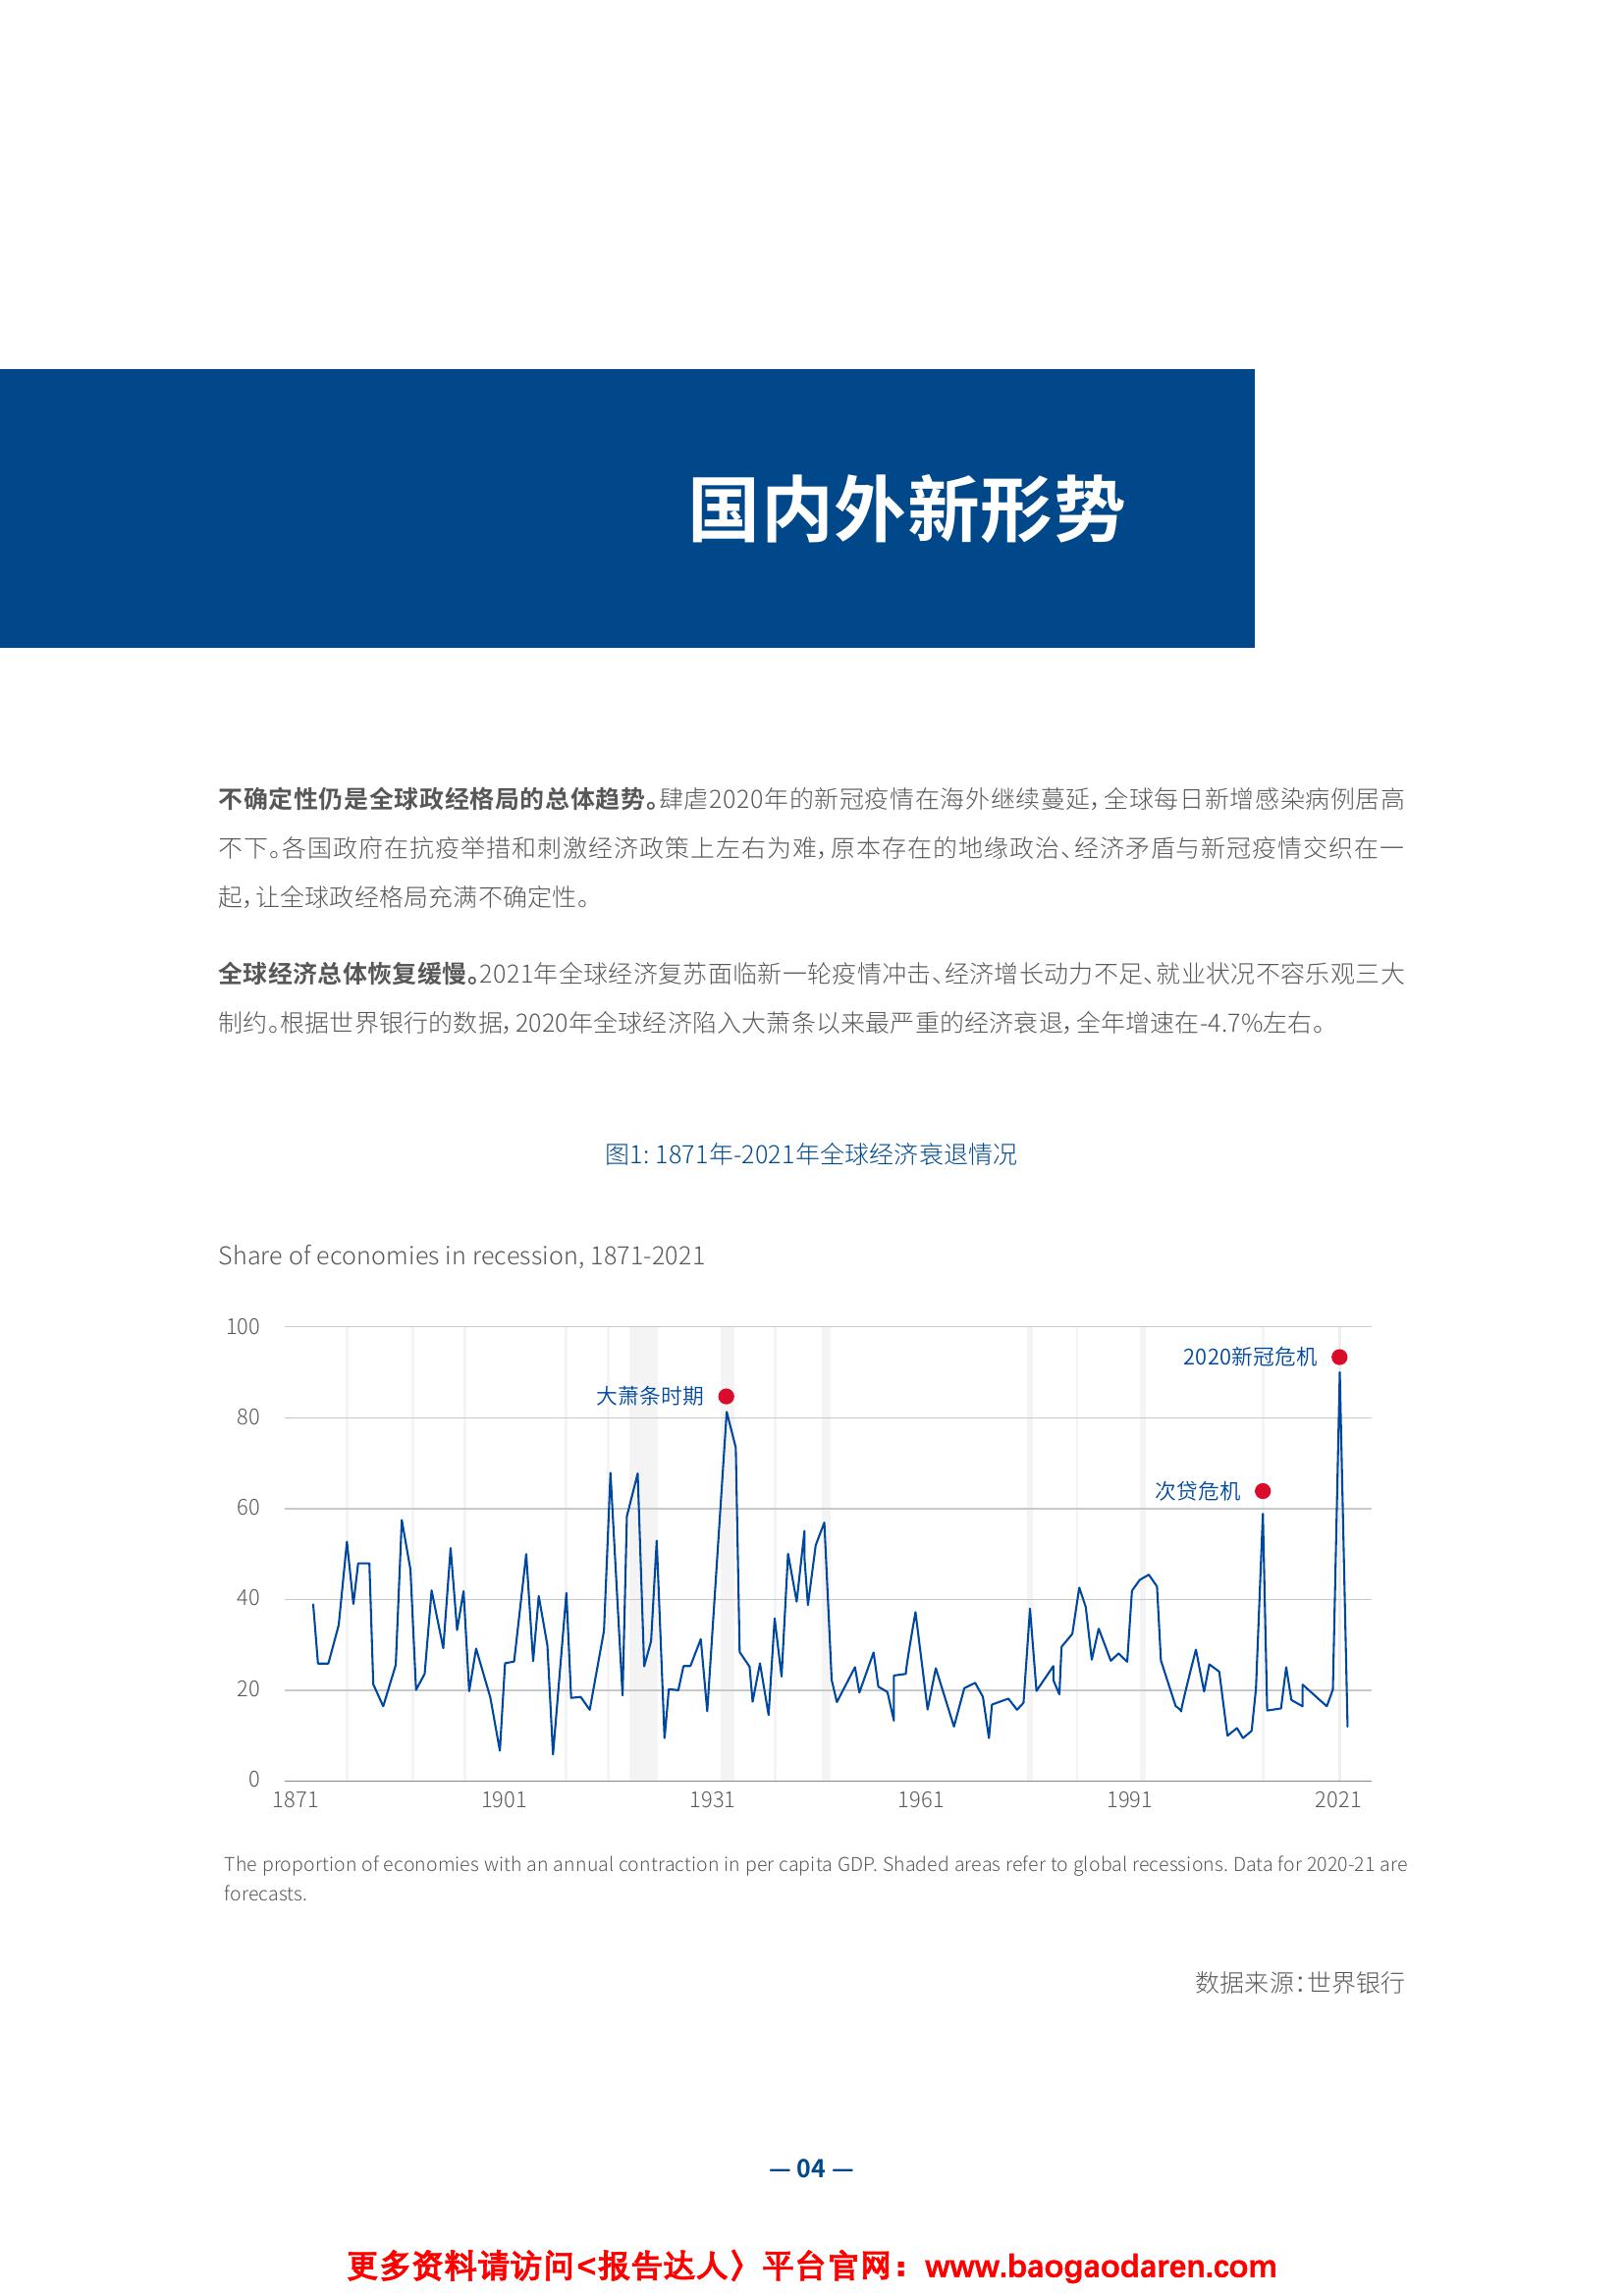 国内外新形势
不确定性仍是全球政经格局的总体趋势。肆虐2020年的新冠疫情在海外继续蔓延，全球每日新增感染病例居高
不下。各国政府在抗疫举措和刺激经济政策上左右为难，原本存在的地缘政治、经济矛盾与新冠疫情交织在一
起，让全球政经格局充满不确定性。
全球经济总体恢复缓慢。2021年全球经济复苏面临新一轮疫情冲击、经济增长动力不足、就业状况不容乐观三大
制约。根据世界银行的数据，2020年全球经济陷入大萧条以来最严重的经济衰退，全年增速在-4.7%左右。
图1: 1871年-2021年全球经济衰退情况
Share of economies in recession, 1871-2021
100
2020新冠危机
大萧条时期
80
次贷危机
60
40
20
0
1871 1901 1931 1961 1991 2021
The proportion of economies with an annual contraction in per capita GDP. Shaded areas refer to global recessions. Data for 2020-21 are
forecasts.
数据来源：世界银行
— 04 —
更多资料请访问<报告达人〉平台官网：www.baogaodaren.com